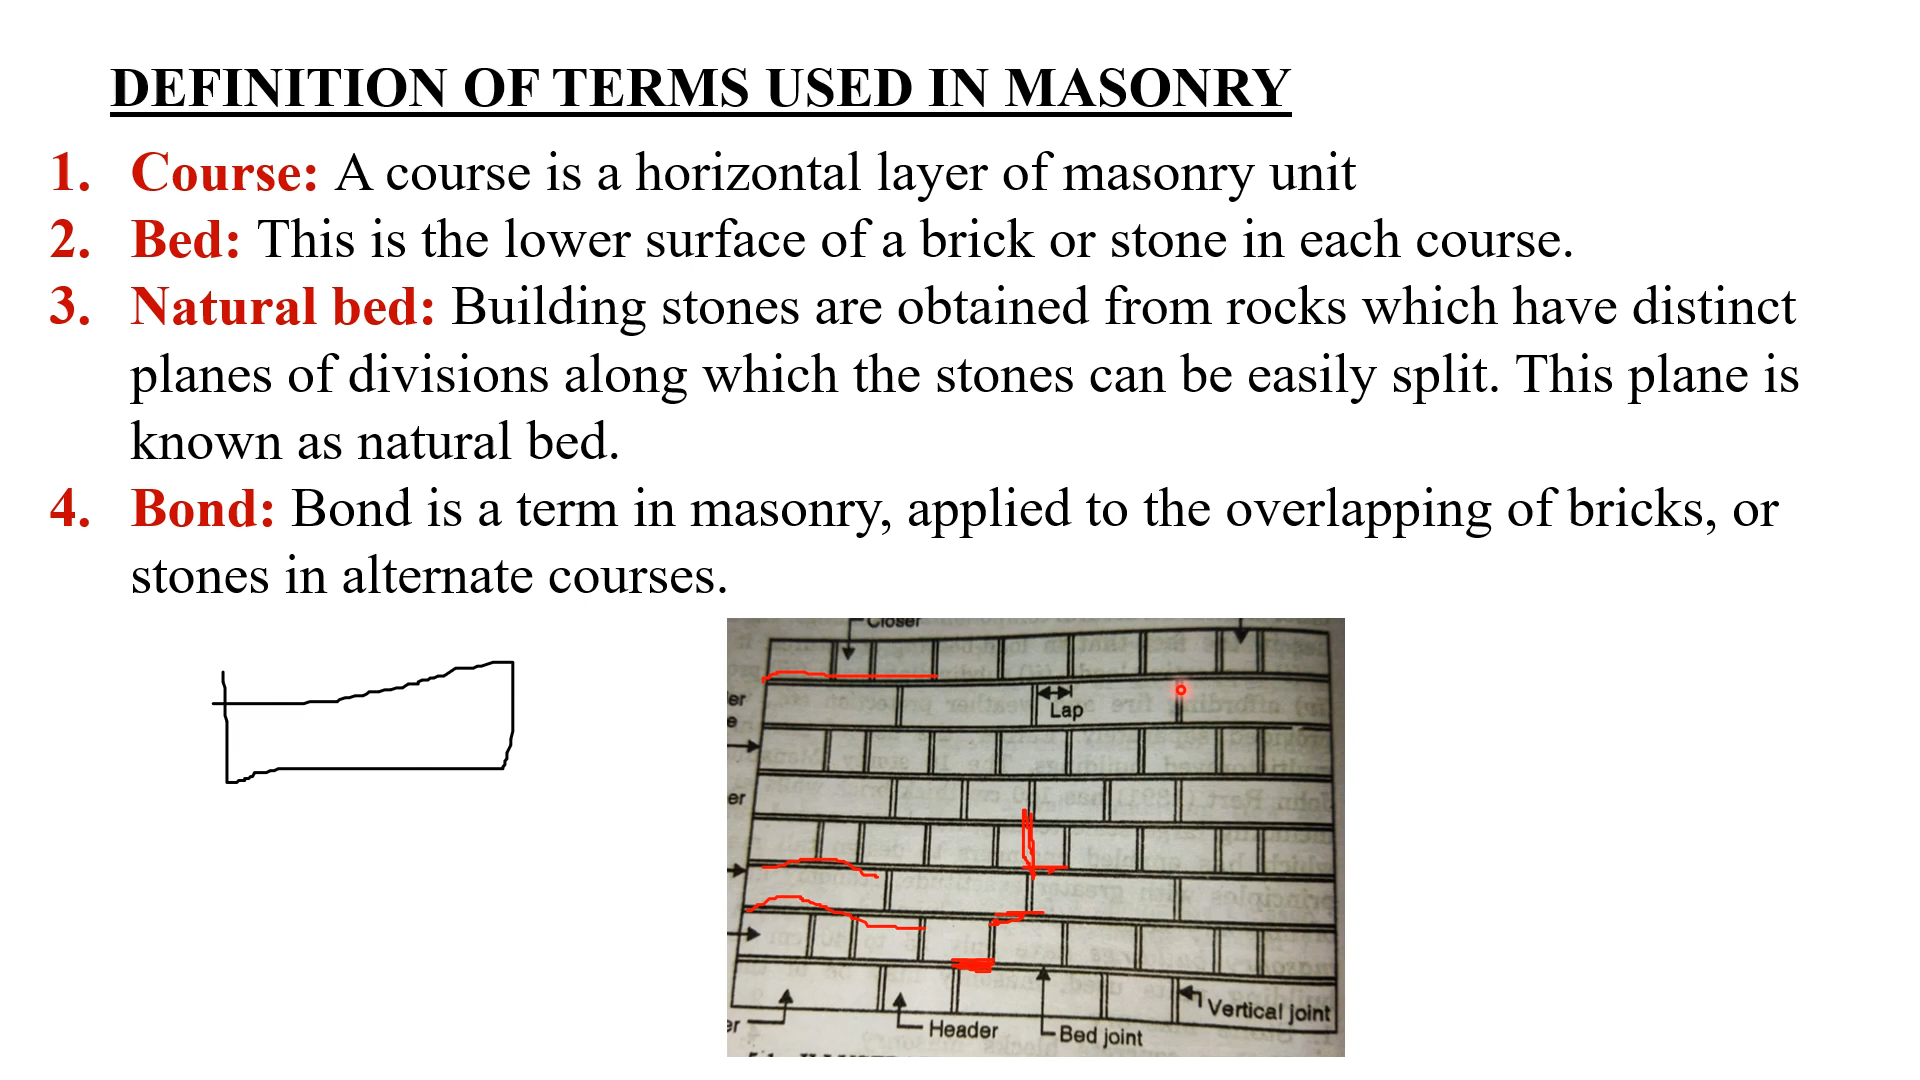 DEFINITION OF TERMS USED IN MASONRY
1. Course: A course is a horizontal layer of masonry unit
2. Bed: This is the lower surface of a brick or stone in each course.
3. Natural bed: Building stones are obtained from rocks which have distinct
planes of divisions along which the stones can be easily split. This plane is
known as natural bed.
4. Bond: Bond is a term in masonry, applied to the overlapping of bricks, or
stones in alternate courses.
Closer
er
Lap
e
er
Vertical joint
er
Header
Bed joint